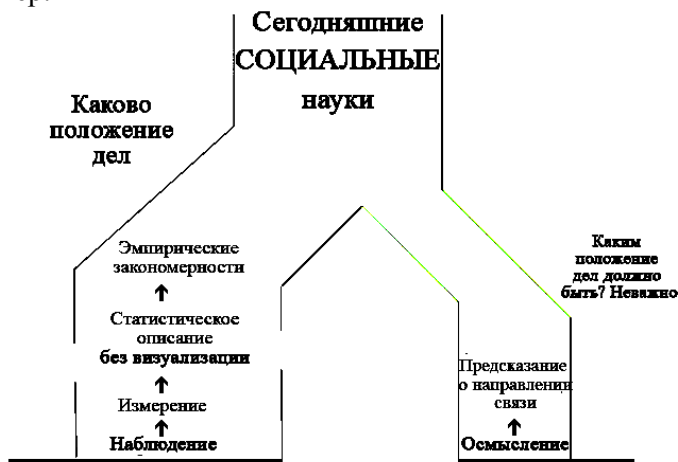 Сегодняшние
СОЦИАЛЬНЫЕ
науки
Каково
положение
дел
Эмпирические
закономерности
Статистическое
описание
без визуализации
Измерение
Наблюдение
Каким
положение
дел должно
быть? Неважно
Предсказание
о направлении
связи
Осмысление